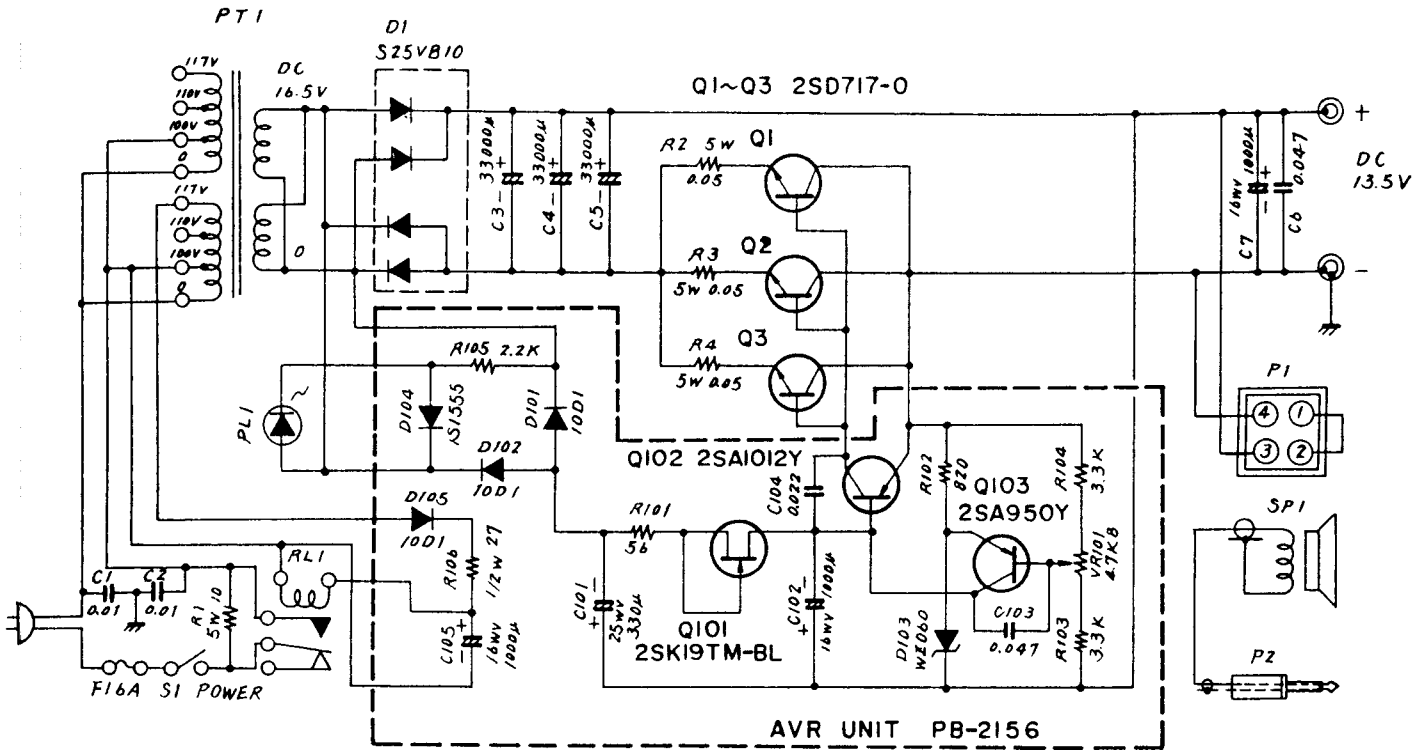 PT1
D1
S25VB10
117V
110V
100V
0
117V
110V
100V
0
DC
16.5V
0
C3
33000μ
+
-
C4
33000μ
+
-
C5
33000μ
+
-
Q1~Q3 2SD717-O
R2 5W
0.05
Q1
R3
5W 0.05
Q2
R4
5W 0.05
Q3
C7
16WV
1000μ
+
-
C6
0.047
+
DC
13.5V
-
P1
4
1
3
2
SP1
P2
R105 2.2K
D104
1S1555
D101
10D1
D102
10D1
PL1
~
D105
10D1
R106
1/2W 27
C105
16WV
1000μ
+
-
RL1
C1
0.01
C2
0.01
R1
5W 10
F16A S1 POWER
Q102 2SA1012Y
C104
0.022
R101
56
C101
25WV
330μ
-
+
Q101
2SK19TM-BL
C102
16WV
1000μ
-
+
R102
820
Q103
2SA950Y
R104
3.3K
VR101
4.7KB
R103
3.3K
C103
0.047
D103
WZ060
AVR UNIT PB-2156